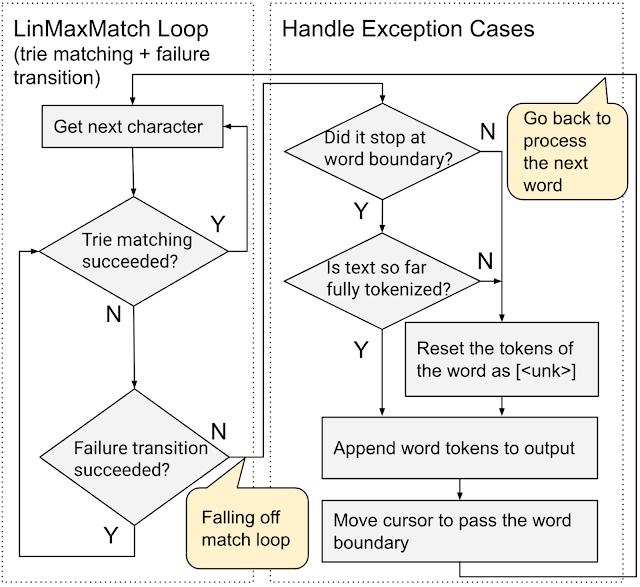 LinMaxMatch Loop
(trie matching + failure
transition)
Get next character
Trie matching
succeeded?
Y
N
Failure transition
succeeded?
N
Y
Falling off
match loop
Handle Exception Cases
Did it stop at
word boundary?
N
Y
Go back to
process
the next
word
Is text so far
fully tokenized?
N
Y
Reset the tokens of
the word as [<unk>]
Append word tokens to output
Move cursor to pass the word
boundary